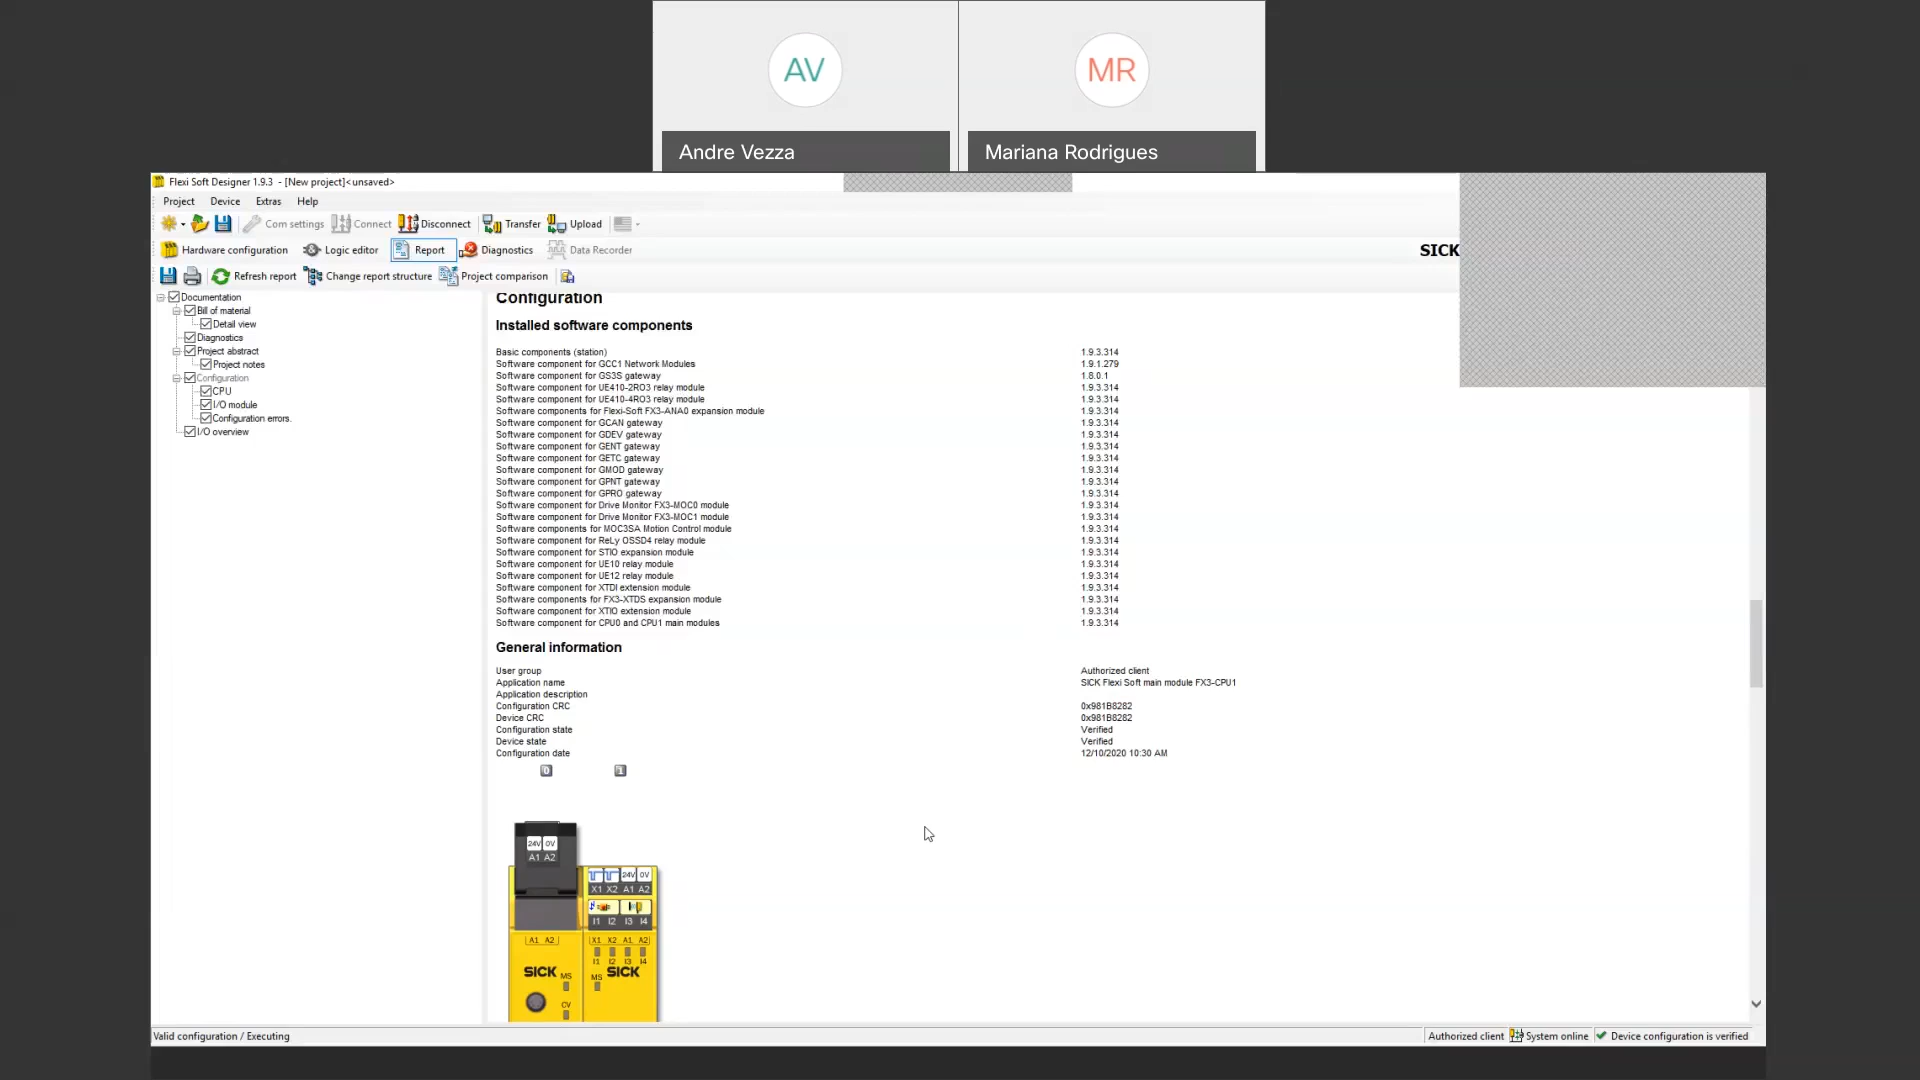 AV
MR
Andre Vezza
Mariana Rodrigues
Flexi Soft Designer 1.9.3 - [New project]<unsaved>
Project Device Extras Help
Com settings Connect Disconnect Transfer Upload
Hardware configuration Logic editor Report Diagnostics Data Recorder
SICK
Refresh report Change report structure Project comparison
Documentation
Bill of material
Detail view
Diagnostics
Project abstract
Project notes
Configuration
CPU
I/O module
Configuration errors.
I/O overview
Configuration
Installed software components
Basic components (station) 1.9.3.314
Software component for GCC1 Network Modules 1.9.1.279
Software component for GS3S gateway 1.8.0.1
Software component for UE410-2RO3 relay module 1.9.3.314
Software component for UE410-4RO3 relay module 1.9.3.314
Software components for Flexi-Soft FX3-ANA0 expansion module 1.9.3.314
Software component for GCAN gateway 1.9.3.314
Software component for GDEV gateway 1.9.3.314
Software component for GENT gateway 1.9.3.314
Software component for GETC gateway 1.9.3.314
Software component for GMOD gateway 1.9.3.314
Software component for GPNT gateway 1.9.3.314
Software component for GPRO gateway 1.9.3.314
Software component for Drive Monitor FX3-MOC0 module 1.9.3.314
Software component for Drive Monitor FX3-MOC1 module 1.9.3.314
Software components for MOC3SA Motion Control module 1.9.3.314
Software component for ReLy OSSD4 relay module 1.9.3.314
Software component for STIO expansion module 1.9.3.314
Software component for UE10 relay module 1.9.3.314
Software component for UE12 relay module 1.9.3.314
Software component for XTDI extension module 1.9.3.314
Software components for FX3-XTDS expansion module 1.9.3.314
Software component for XTIO extension module 1.9.3.314
Software component for CPU0 and CPU1 main modules 1.9.3.314
General information
User group Authorized client
Application name SICK Flexi Soft main module FX3-CPU1
Application description
Configuration CRC 0x981B8282
Device CRC 0x981B8282
Configuration state Verified
Device state Verified
Configuration date 12/10/2020 10:30 AM
0 1
24V 0V
A1 A2
24V 0V
X1 X2 A1 A2
I1 I2 I3 I4
A1 A2 X1 X2 A1 A2
I1 I2 I3 I4
SICK MS MS SICK
CV
Valid configuration / Executing
Authorized client System online Device configuration is verified